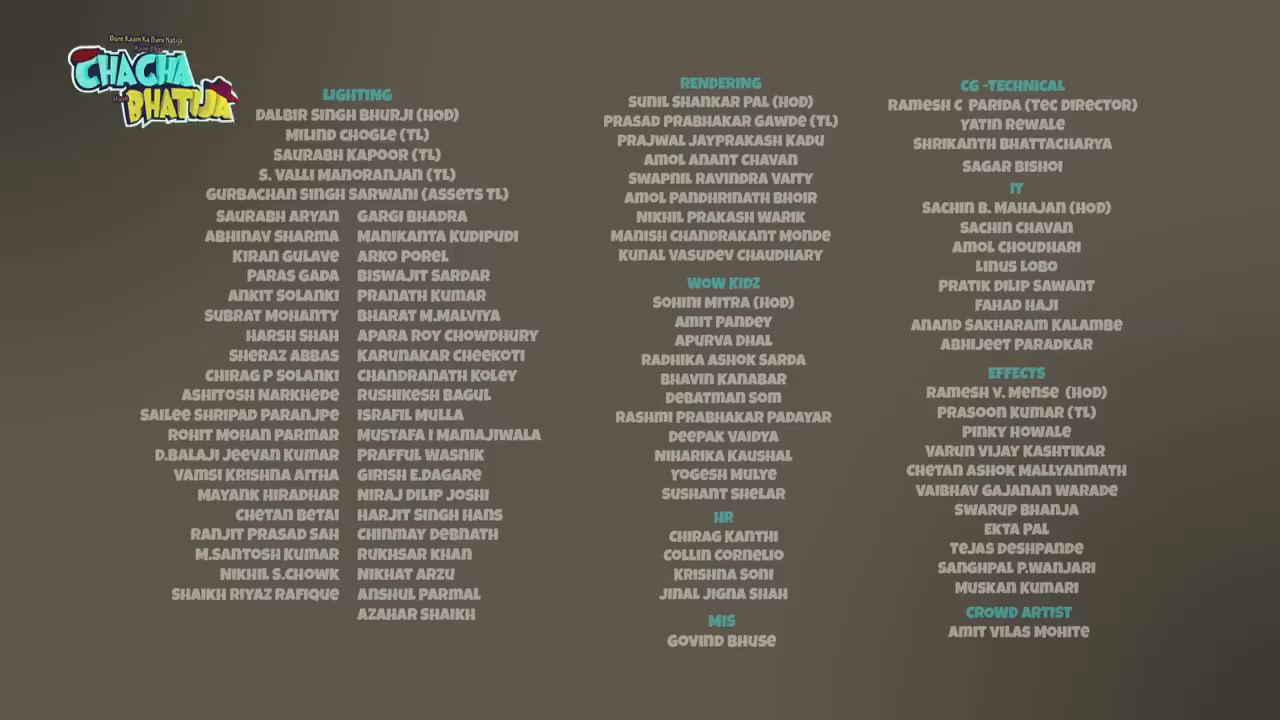 Bure Kaam Ka Bura Natija
Kyun Bhai
CHACHA
Haan
BHATIJA
LIGHTING
DALBIR SINGH BHURJI (HOD)
MILIND CHOGLE (TL)
SAURABH KAPOOR (TL)
S. VALLI MANORANJAN (TL)
GURBACHAN SINGH SARWANI (ASSETS TL)
SAURABH ARYAN GARGI BHADRA
ABHINAV SHARMA MANIKANTA KUDIPUDI
KIRAN GULAVE ARKO POREL
PARAS GADA BISWAJIT SARDAR
ANKIT SOLANKI PRANATH KUMAR
SUBRAT MOHANTY BHARAT M.MALVIYA
HARSH SHAH APARA ROY CHOWDHURY
SHERAZ ABBAS KARUNAKAR CHEEKOTI
CHIRAG P SOLANKI CHANDRANATH KOLEY
ASHITOSH NARKHEDE RUSHIKESH BAGUL
SAILEE SHRIPAD PARANJPE ISRAFIL MULLA
ROHIT MOHAN PARMAR MUSTAFA I MAMAJIWALA
D.BALAJI JEEVAN KUMAR PRAFFUL WASNIK
VAMSI KRISHNA AITHA GIRISH E.DAGARE
MAYANK HIRADHAR NIRAJ DILIP JOSHI
CHETAN BETAI HARJIT SINGH HANS
RANJIT PRASAD SAH CHINMAY DEBNATH
M.SANTOSH KUMAR RUKHSAR KHAN
NIKHIL S.CHOWK NIKHAT ARZU
SHAIKH RIYAZ RAFIQUE ANSHUL PARMAL
AZAHAR SHAIKH
RENDERING
SUNIL SHANKAR PAL (HOD)
PRASAD PRABHAKAR GAWDE (TL)
PRAJWAL JAYPRAKASH KADU
AMOL ANANT CHAVAN
SWAPNIL RAVINDRA VAITY
AMOL PANDHRINATH BHOIR
NIKHIL PRAKASH WARIK
MANISH CHANDRAKANT MONDE
KUNAL VASUDEV CHAUDHARY
WOW KIDZ
SOHINI MITRA (HOD)
AMIT PANDEY
APURVA DHAL
RADHIKA ASHOK SARDA
BHAVIN KANABAR
DEBATMAN SOM
RASHMI PRABHAKAR PADAYAR
DEEPAK VAIDYA
NIHARIKA KAUSHAL
YOGESH MULYE
SUSHANT SHELAR
HR
CHIRAG KANTHI
COLLIN CORNELIO
KRISHNA SONI
JINAL JIGNA SHAH
MIS
GOVIND BHUSE
CG -TECHNICAL
RAMESH C PARIDA (TEC DIRECTOR)
YATIN REWALE
SHRIKANTH BHATTACHARYA
SAGAR BISHOI
IT
SACHIN B. MAHAJAN (HOD)
SACHIN CHAVAN
AMOL CHOUDHARI
LINUS LOBO
PRATIK DILIP SAWANT
FAHAD HAJI
ANAND SAKHARAM KALAMBE
ABHIJEET PARADKAR
EFFECTS
RAMESH V. MENSE (HOD)
PRASOON KUMAR (TL)
PINKY HOWALE
VARUN VIJAY KASHTIKAR
CHETAN ASHOK MALLYANMATH
VAIBHAV GAJANAN WARADE
SWARUP BHANJA
EKTA PAL
TEJAS DESHPANDE
SANGHPAL P.WANJARI
MUSKAN KUMARI
CROWD ARTIST
AMIT VILAS MOHITE